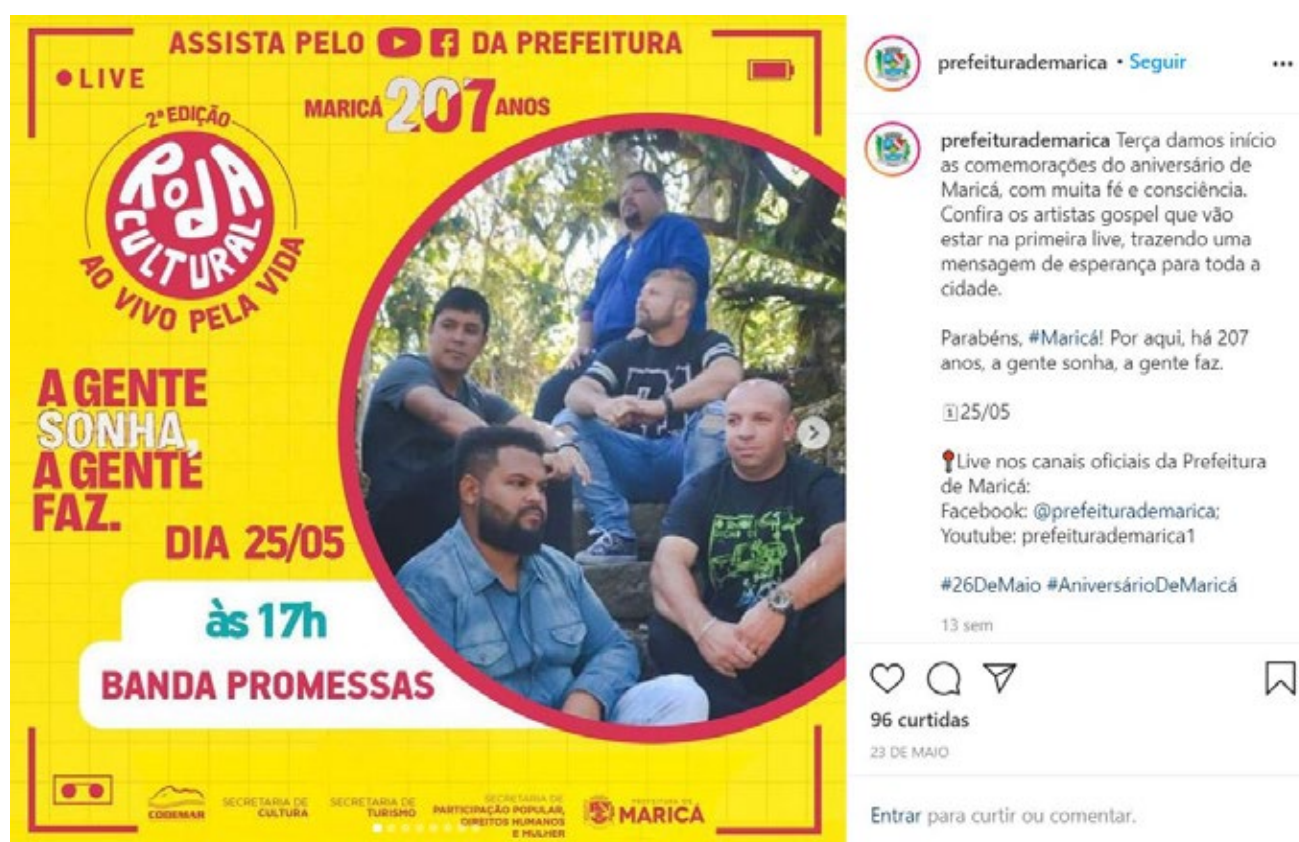 ASSISTA PELO DA PREFEITURA
LIVE
MARICÁ 207 ANOS
2ª EDIÇÃO
RODA
CULTURAL
AO VIVO PELA VIDA
A GENTE
SONHA,
A GENTE
FAZ.
DIA 25/05
às 17h
BANDA PROMESSAS
CODEMAR
SECRETARIA DE
CULTURA
SECRETARIA DE
TURISMO
SECRETARIA DE
PARTICIPAÇÃO POPULAR,
DIREITOS HUMANOS
E MULHER
PREFEITURA DE
MARICÁ
prefeiturademarica • Seguir
prefeiturademarica Terça damos início
as comemorações do aniversário de
Maricá, com muita fé e consciência.
Confira os artistas gospel que vão
estar na primeira live, trazendo uma
mensagem de esperança para toda a
cidade.
Parabéns, #Maricá! Por aqui, há 207
anos, a gente sonha, a gente faz.
25/05
Live nos canais oficiais da Prefeitura
de Maricá:
Facebook: @prefeiturademarica;
Youtube: prefeiturademarica1
#26DeMaio #AniversárioDeMaricá
13 sem
96 curtidas
23 DE MAIO
Entrar para curtir ou comentar.